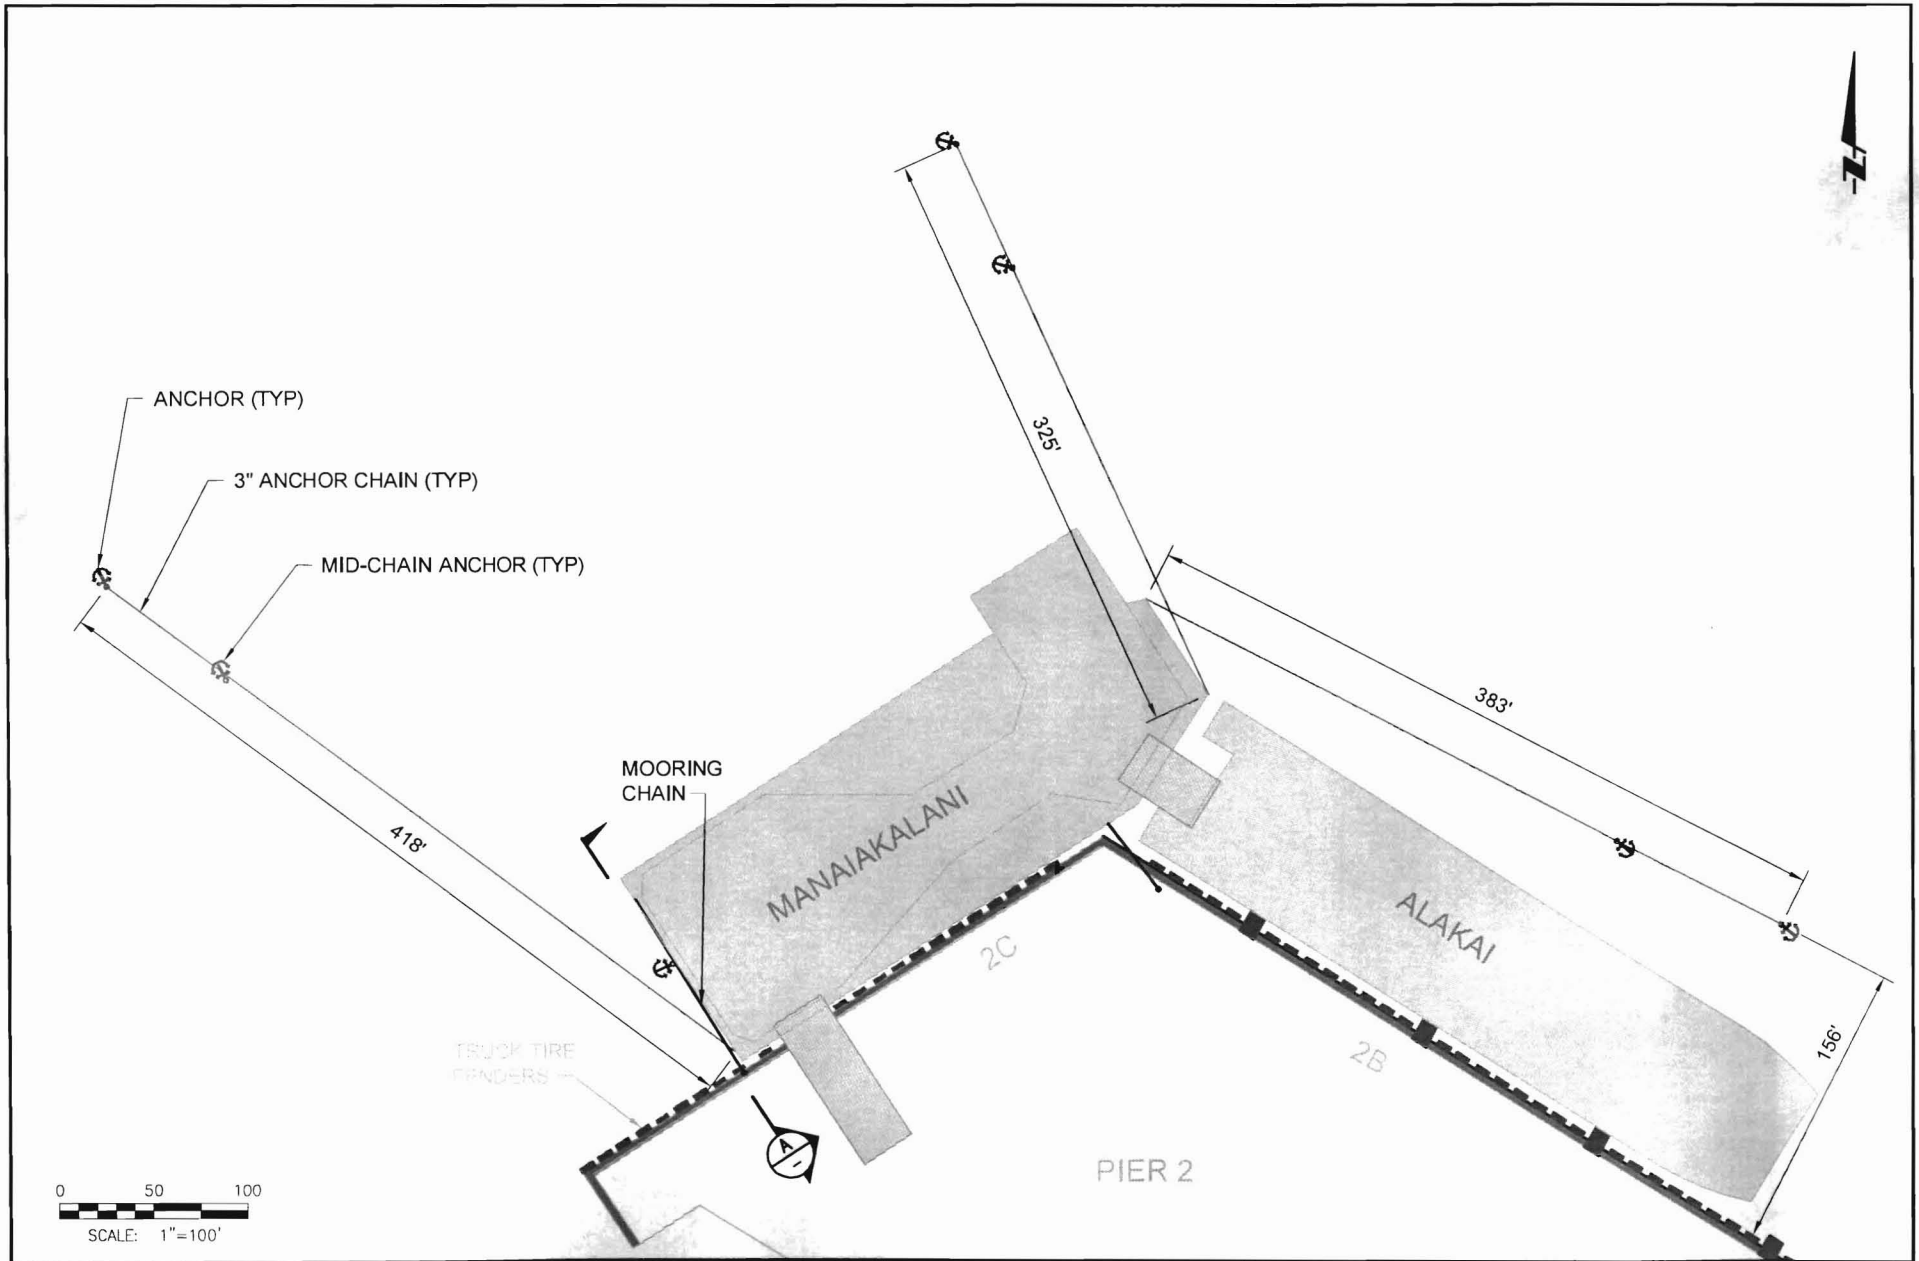 N
325'
ANCHOR (TYP)
3" ANCHOR CHAIN (TYP)
MID-CHAIN ANCHOR (TYP)
383'
MOORING
CHAIN
418'
MANAIAKALANI
ALAKAI
2C
156'
TRUCK TIRE
FENDERS
2B
A
-
PIER 2
0 50 100
SCALE: 1"=100'